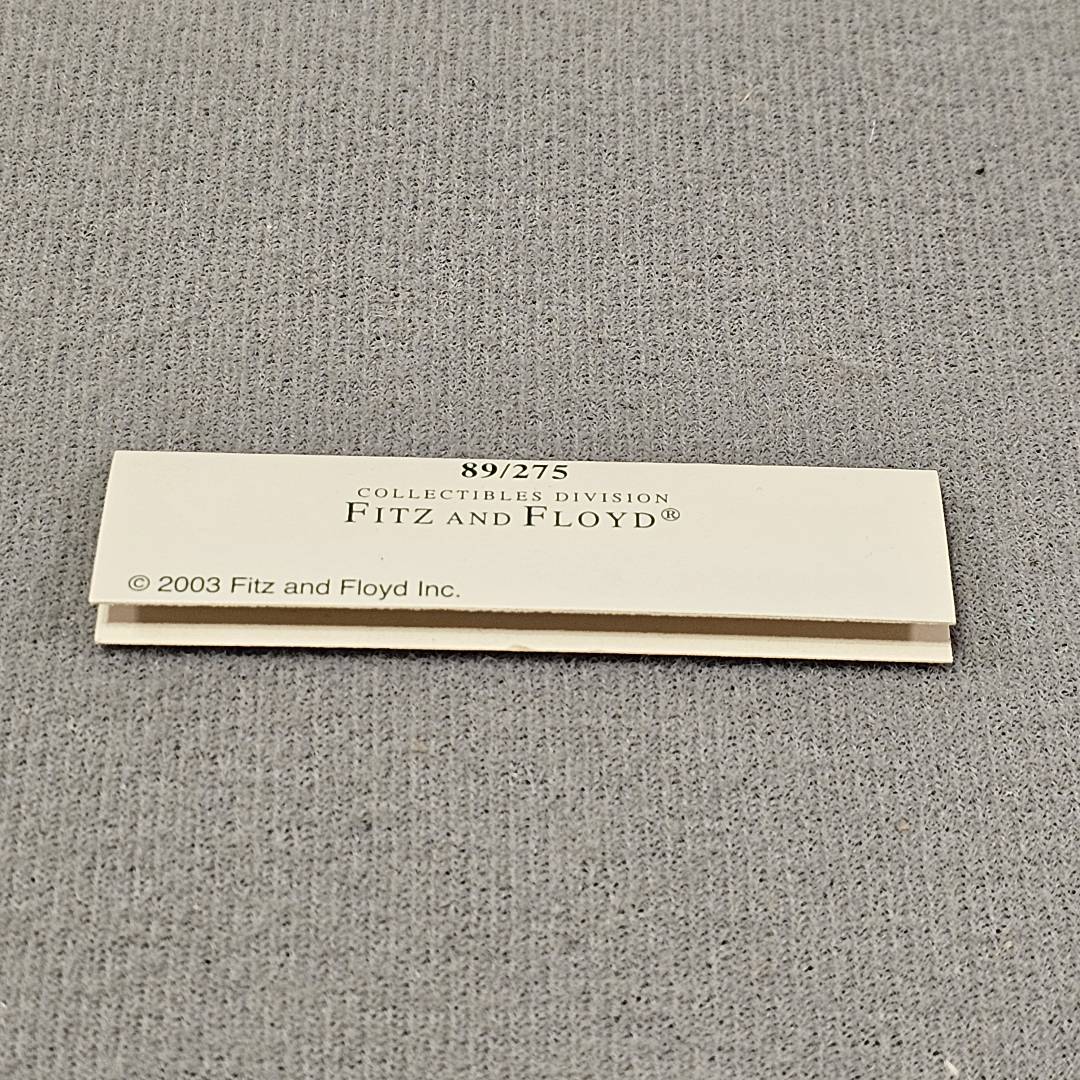 89/275
COLLECTIBLES DIVISION
FITZ AND FLOYD®
© 2003 Fitz and Floyd Inc.